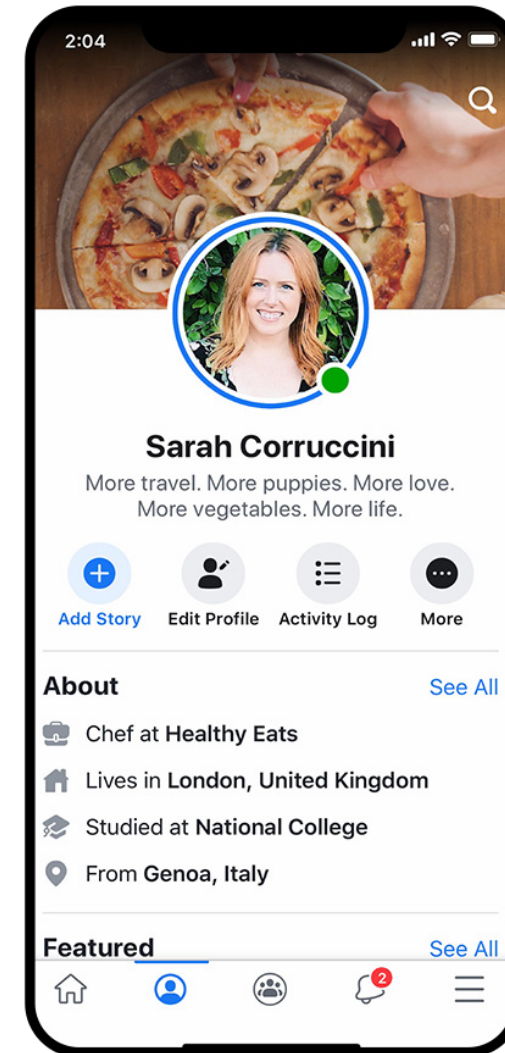 2:04
Sarah Corruccini
More travel. More puppies. More love.
More vegetables. More life.
Add Story
Edit Profile
Activity Log
More
About
See All
Chef at Healthy Eats
Lives in London, United Kingdom
Studied at National College
From Genoa, Italy
Featured
See All
2